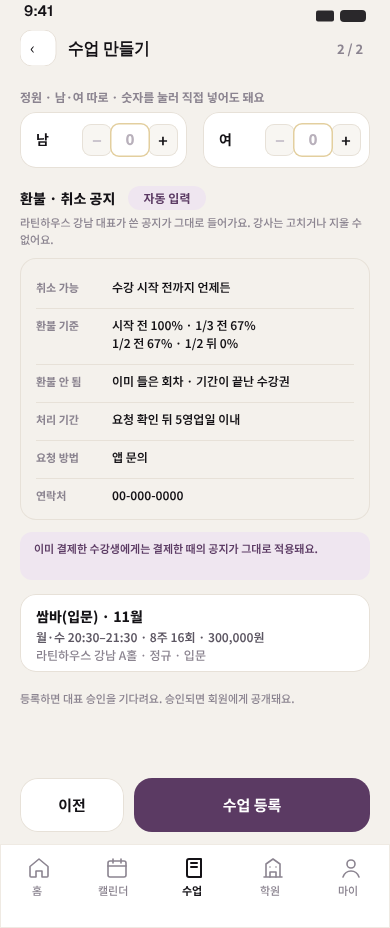 9:41
‹ 수업 만들기 2 / 2
정원 · 남·여 따로 · 숫자를 눌러 직접 넣어도 돼요
남 − 0 + 여 − 0 +
환불 · 취소 공지 자동 입력
라틴하우스 강남 대표가 쓴 공지가 그대로 들어가요. 강사는 고치거나 지울 수
없어요.
취소 가능 수강 시작 전까지 언제든
환불 기준 시작 전 100% · 1/3 전 67%
1/2 전 67% · 1/2 뒤 0%
환불 안 됨 이미 들은 회차 · 기간이 끝난 수강권
처리 기간 요청 확인 뒤 5영업일 이내
요청 방법 앱 문의
연락처 00-000-0000
이미 결제한 수강생에게는 결제한 때의 공지가 그대로 적용돼요.
쌈바(입문) · 11월
월·수 20:30–21:30 · 8주 16회 · 300,000원
라틴하우스 강남 A홀 · 정규 · 입문
등록하면 대표 승인을 기다려요. 승인되면 회원에게 공개돼요.
이전 수업 등록
홈 캘린더 수업 학원 마이